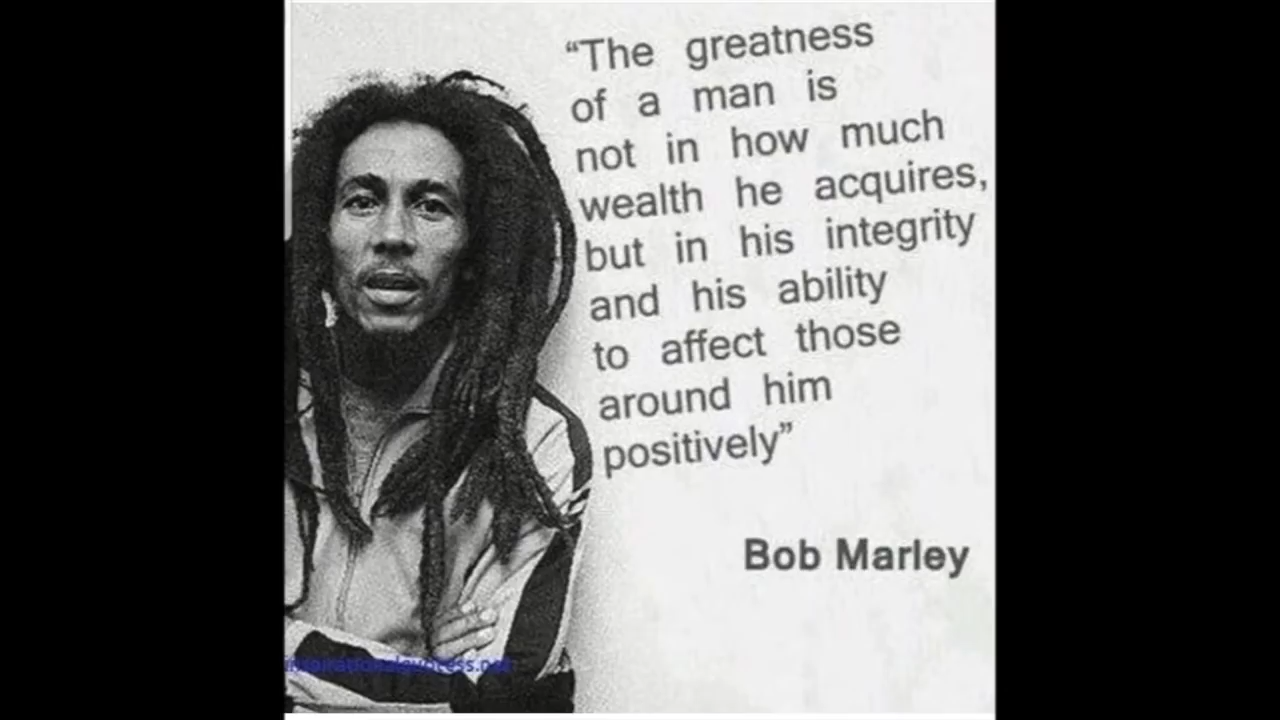 “The greatness
of a man is
not in how much
wealth he acquires,
but in his integrity
and his ability
to affect those
around him
positively”
Bob Marley